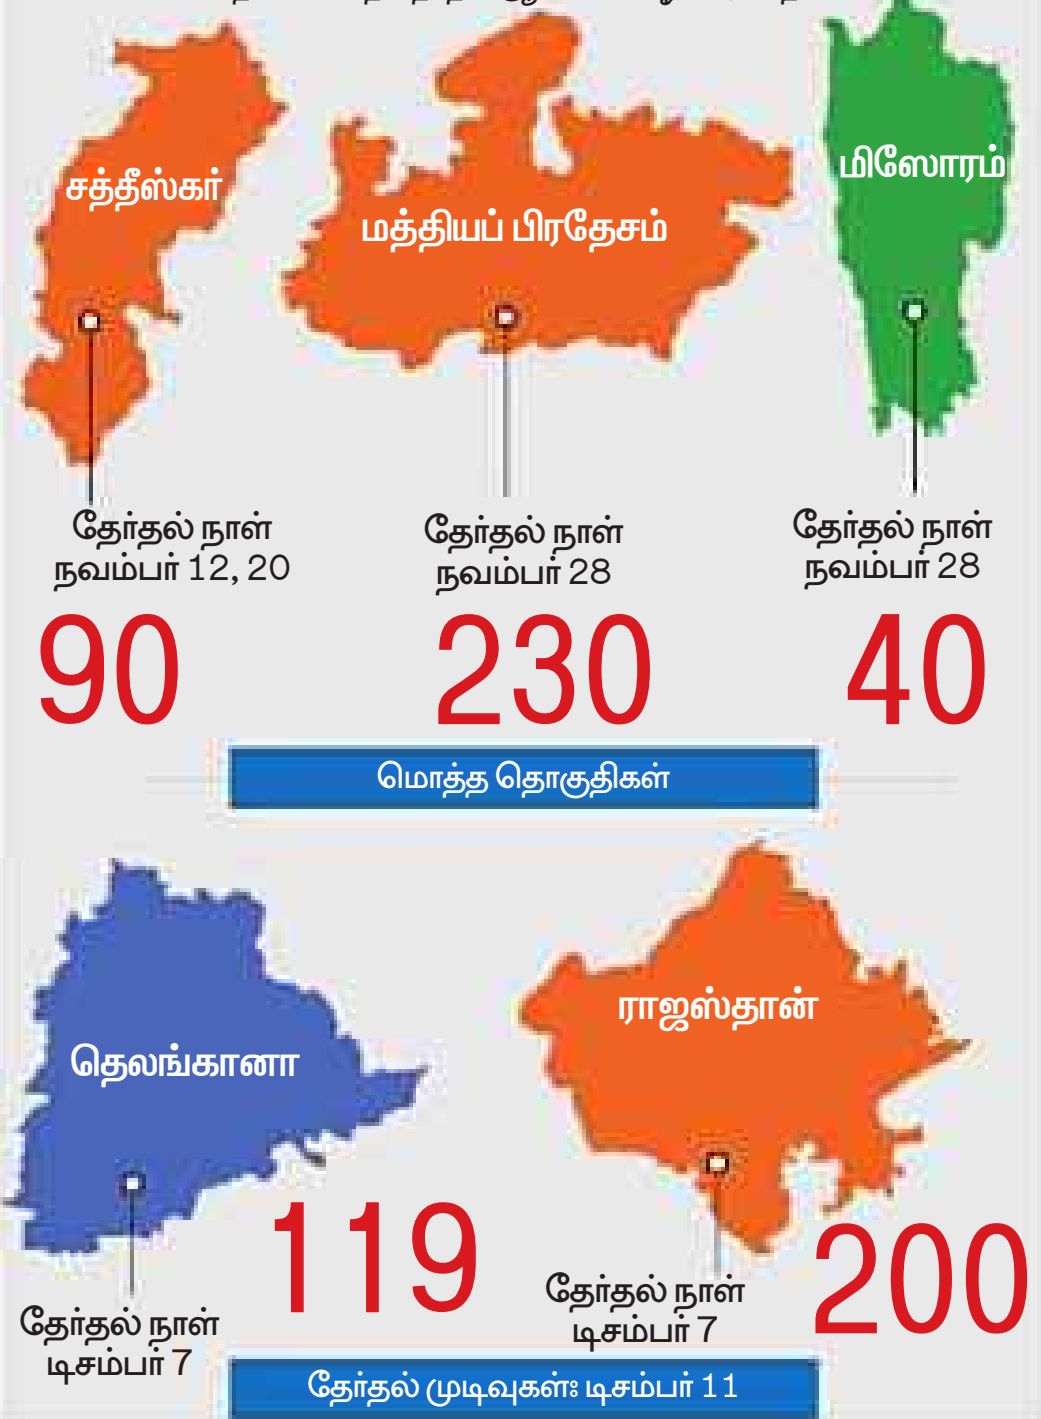 சத்தீஸ்கர்
மத்தியப் பிரதேசம்
மிஸோரம்
தேர்தல் நாள்
நவம்பர் 12, 20
தேர்தல் நாள்
நவம்பர் 28
தேர்தல் நாள்
நவம்பர் 28
90
230
40
மொத்த தொகுதிகள்
தெலங்கானா
ராஜஸ்தான்
119
200
தேர்தல் நாள்
டிசம்பர் 7
தேர்தல் நாள்
டிசம்பர் 7
தேர்தல் முடிவுகள்ஃ டிசம்பர் 11